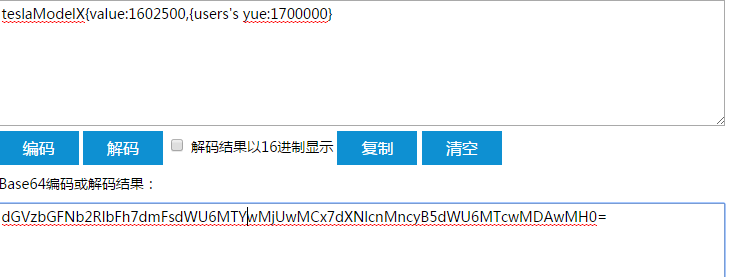 teslaModelX{value:1602500,{users's yue:1700000}
编码 解码 解码结果以16进制显示 复制 清空
Base64编码或解码结果：
dGVzbGFNb2RlbFh7dmFsdWU6MTYwMjUwMCx7dXNlcnMncyB5dWU6MTcwMDAwMH0=